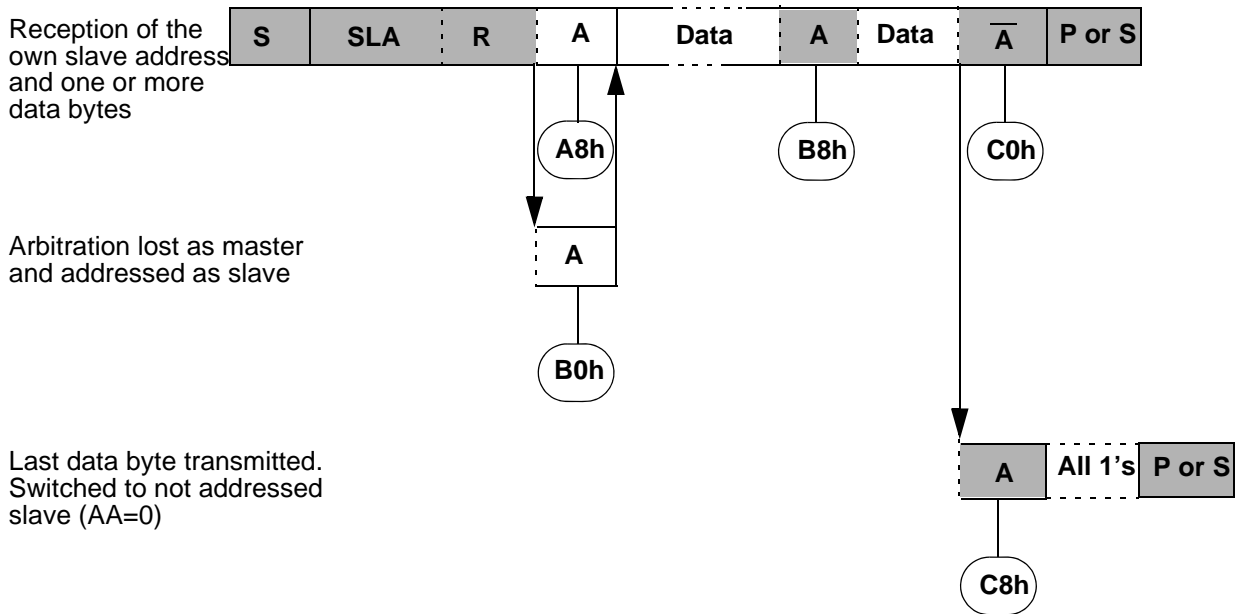 Reception of the
own slave address
and one or more
data bytes
S SLA R A Data A Data A̅ P or S
A8h B8h C0h
Arbitration lost as master
and addressed as slave
A
B0h
Last data byte transmitted.
Switched to not addressed
slave (AA=0)
A All 1's P or S
C8h